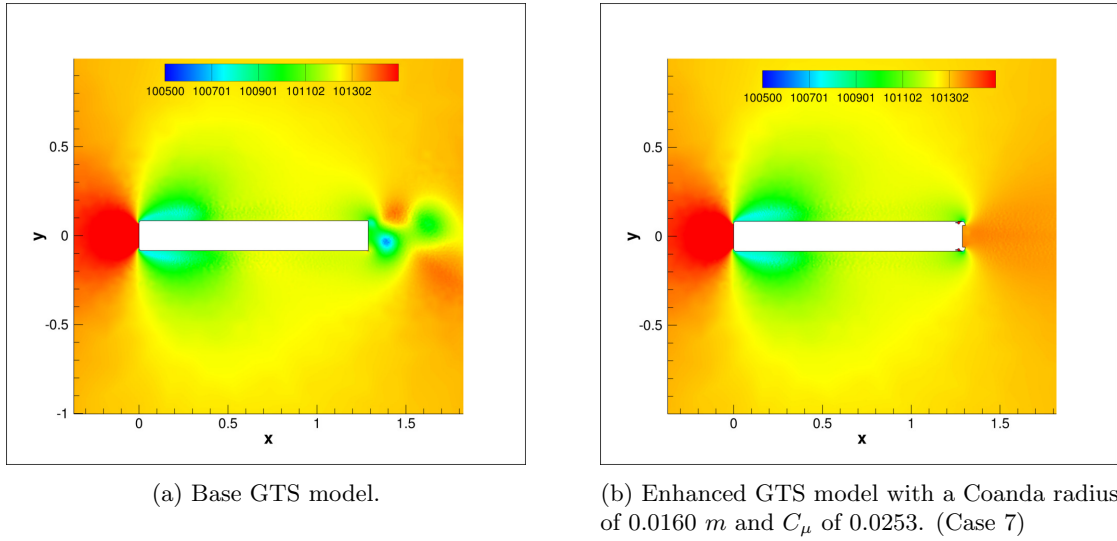 100500 100701 100901 101102 101302
0.5
0
-0.5
-1
y
0 0.5 1 1.5
x
(a) Base GTS model.
100500 100701 100901 101102 101302
0.5
0
-0.5
y
0 0.5 1 1.5
x
(b) Enhanced GTS model with a Coanda radius
of 0.0160 m and Cμ of 0.0253. (Case 7)